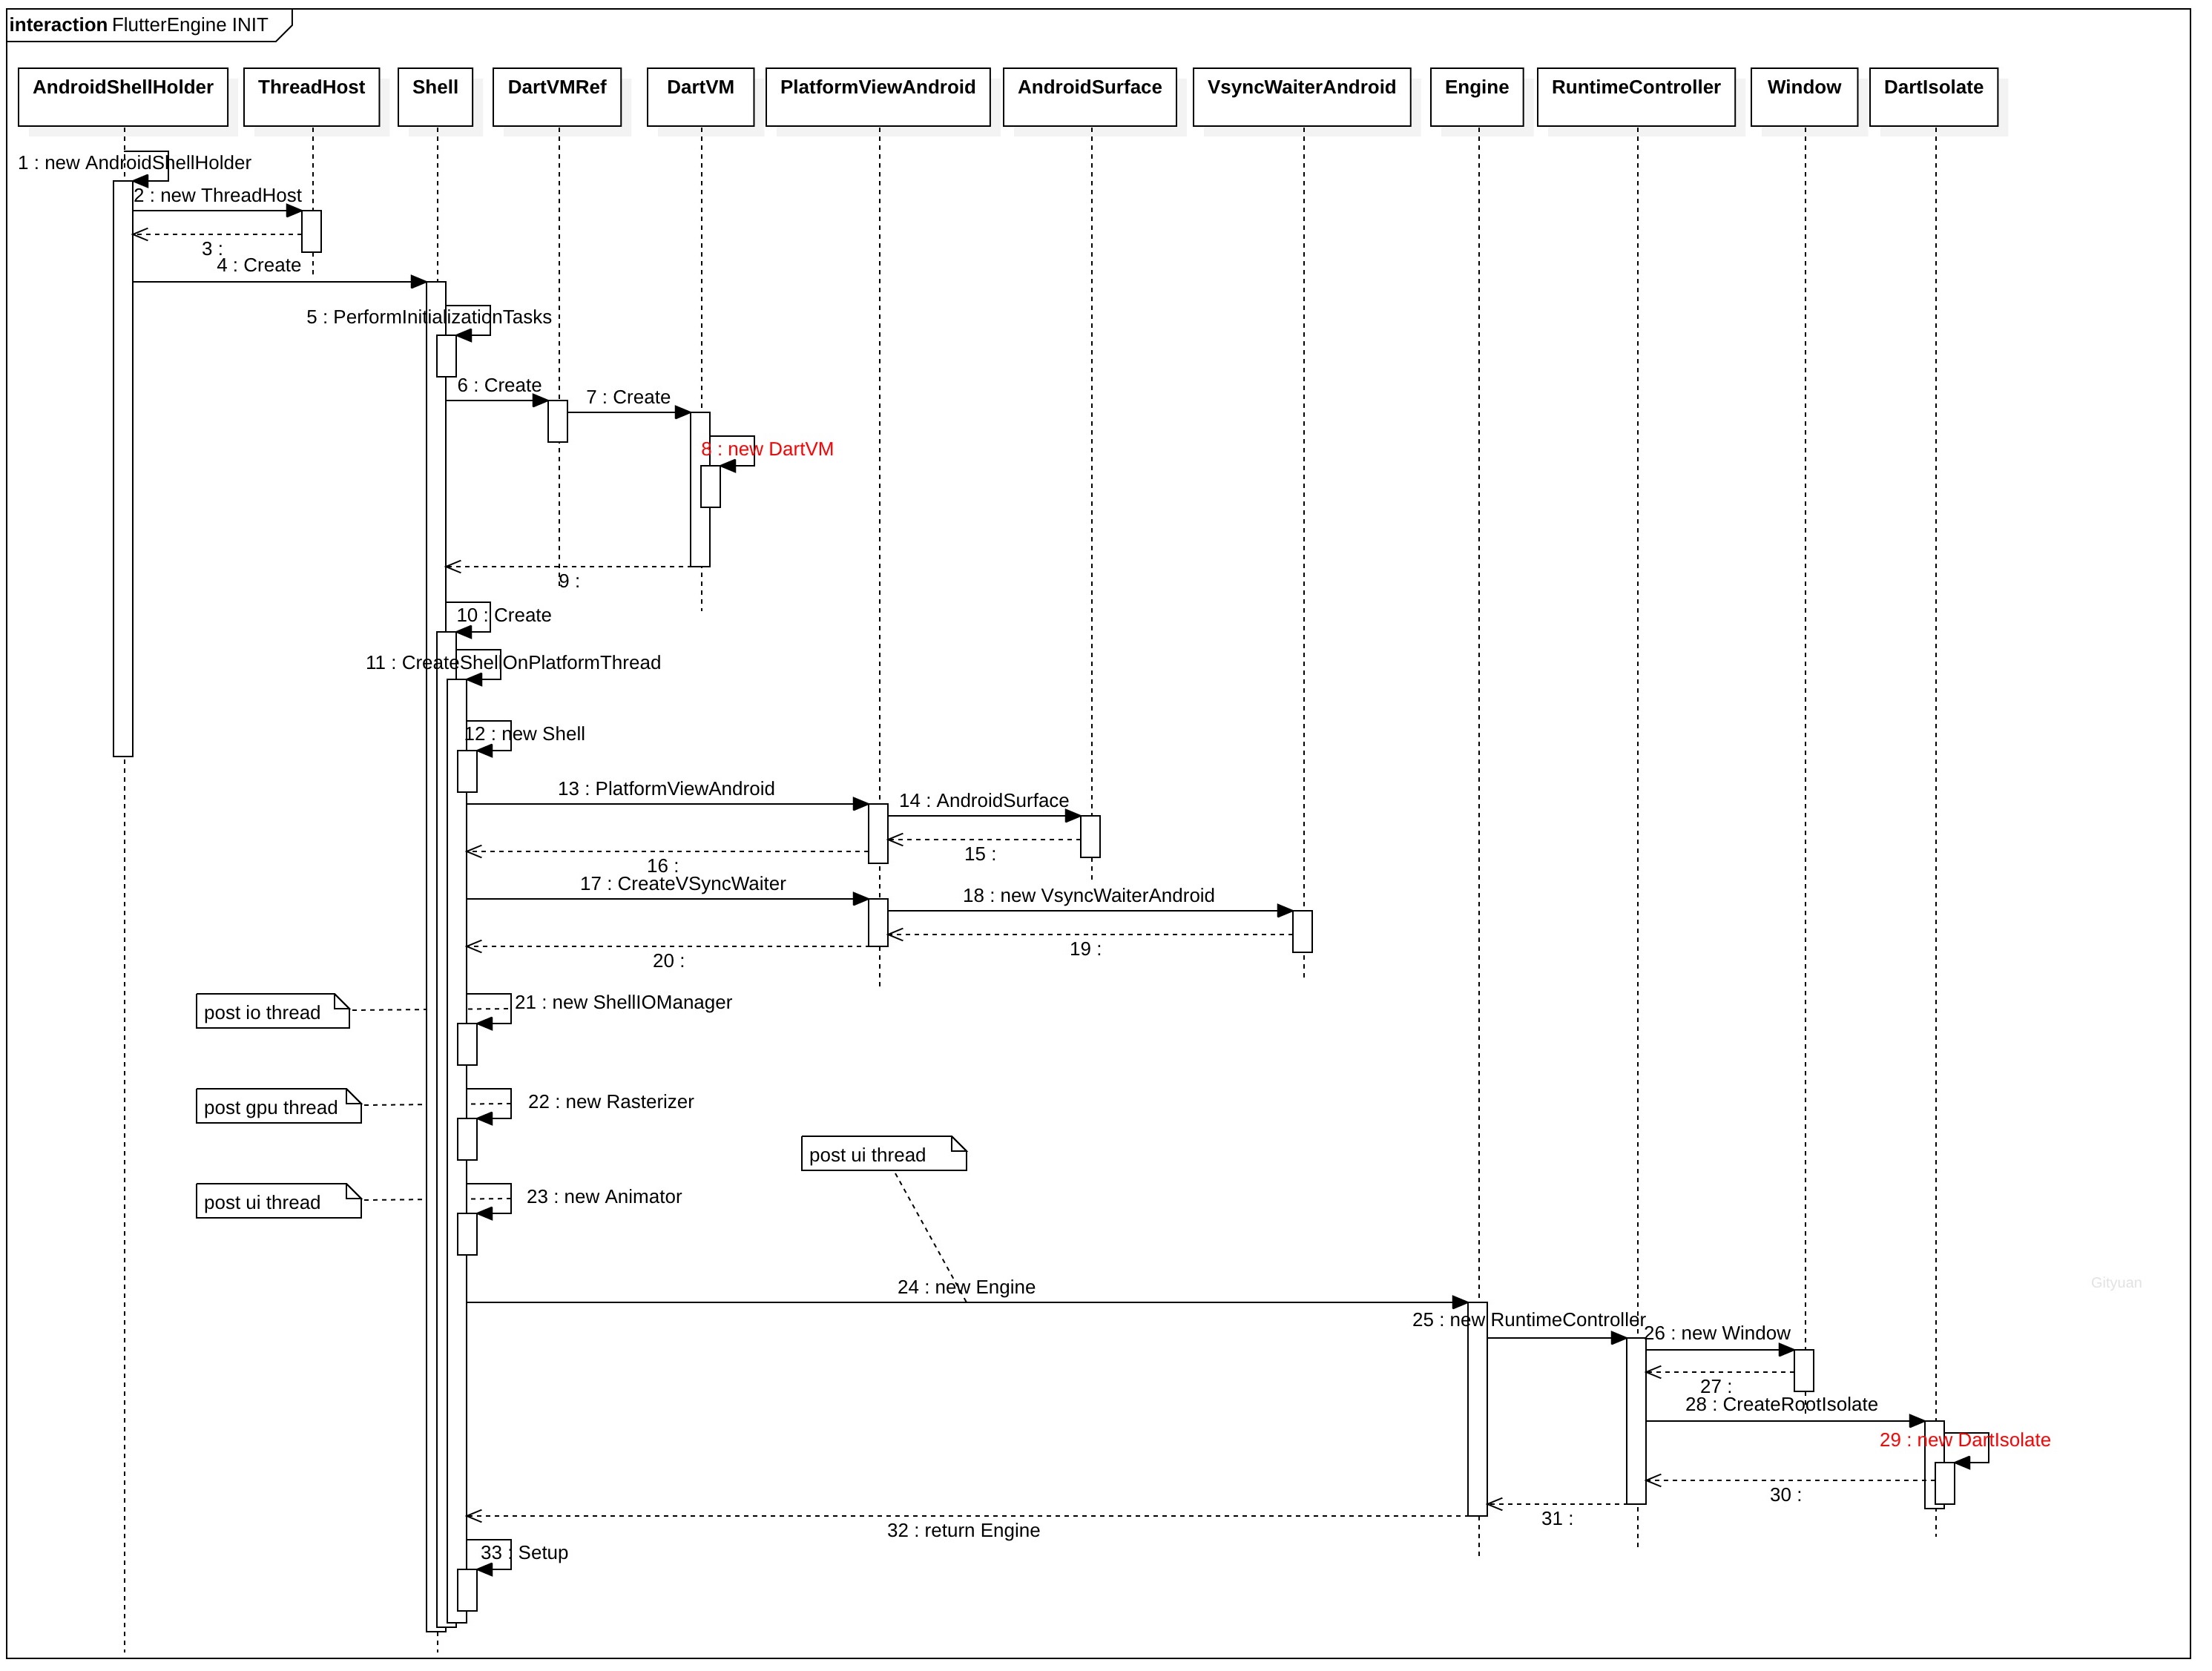 interaction FlutterEngine INIT
AndroidShellHolder
ThreadHost
Shell
DartVMRef
DartVM
PlatformViewAndroid
AndroidSurface
VsyncWaiterAndroid
Engine
RuntimeController
Window
DartIsolate
1 : new AndroidShellHolder
2 : new ThreadHost
3 :
4 : Create
5 : PerformInitializationTasks
6 : Create
7 : Create
8 : new DartVM
9 :
10 : Create
11 : CreateShellOnPlatformThread
12 : new Shell
13 : PlatformViewAndroid
14 : AndroidSurface
15 :
16 :
17 : CreateVSyncWaiter
18 : new VsyncWaiterAndroid
19 :
20 :
post io thread
21 : new ShellIOManager
post gpu thread
22 : new Rasterizer
post ui thread
post ui thread
23 : new Animator
24 : new Engine
Gityuan
25 : new RuntimeController
26 : new Window
27 :
28 : CreateRootIsolate
29 : new DartIsolate
30 :
31 :
32 : return Engine
33 : Setup